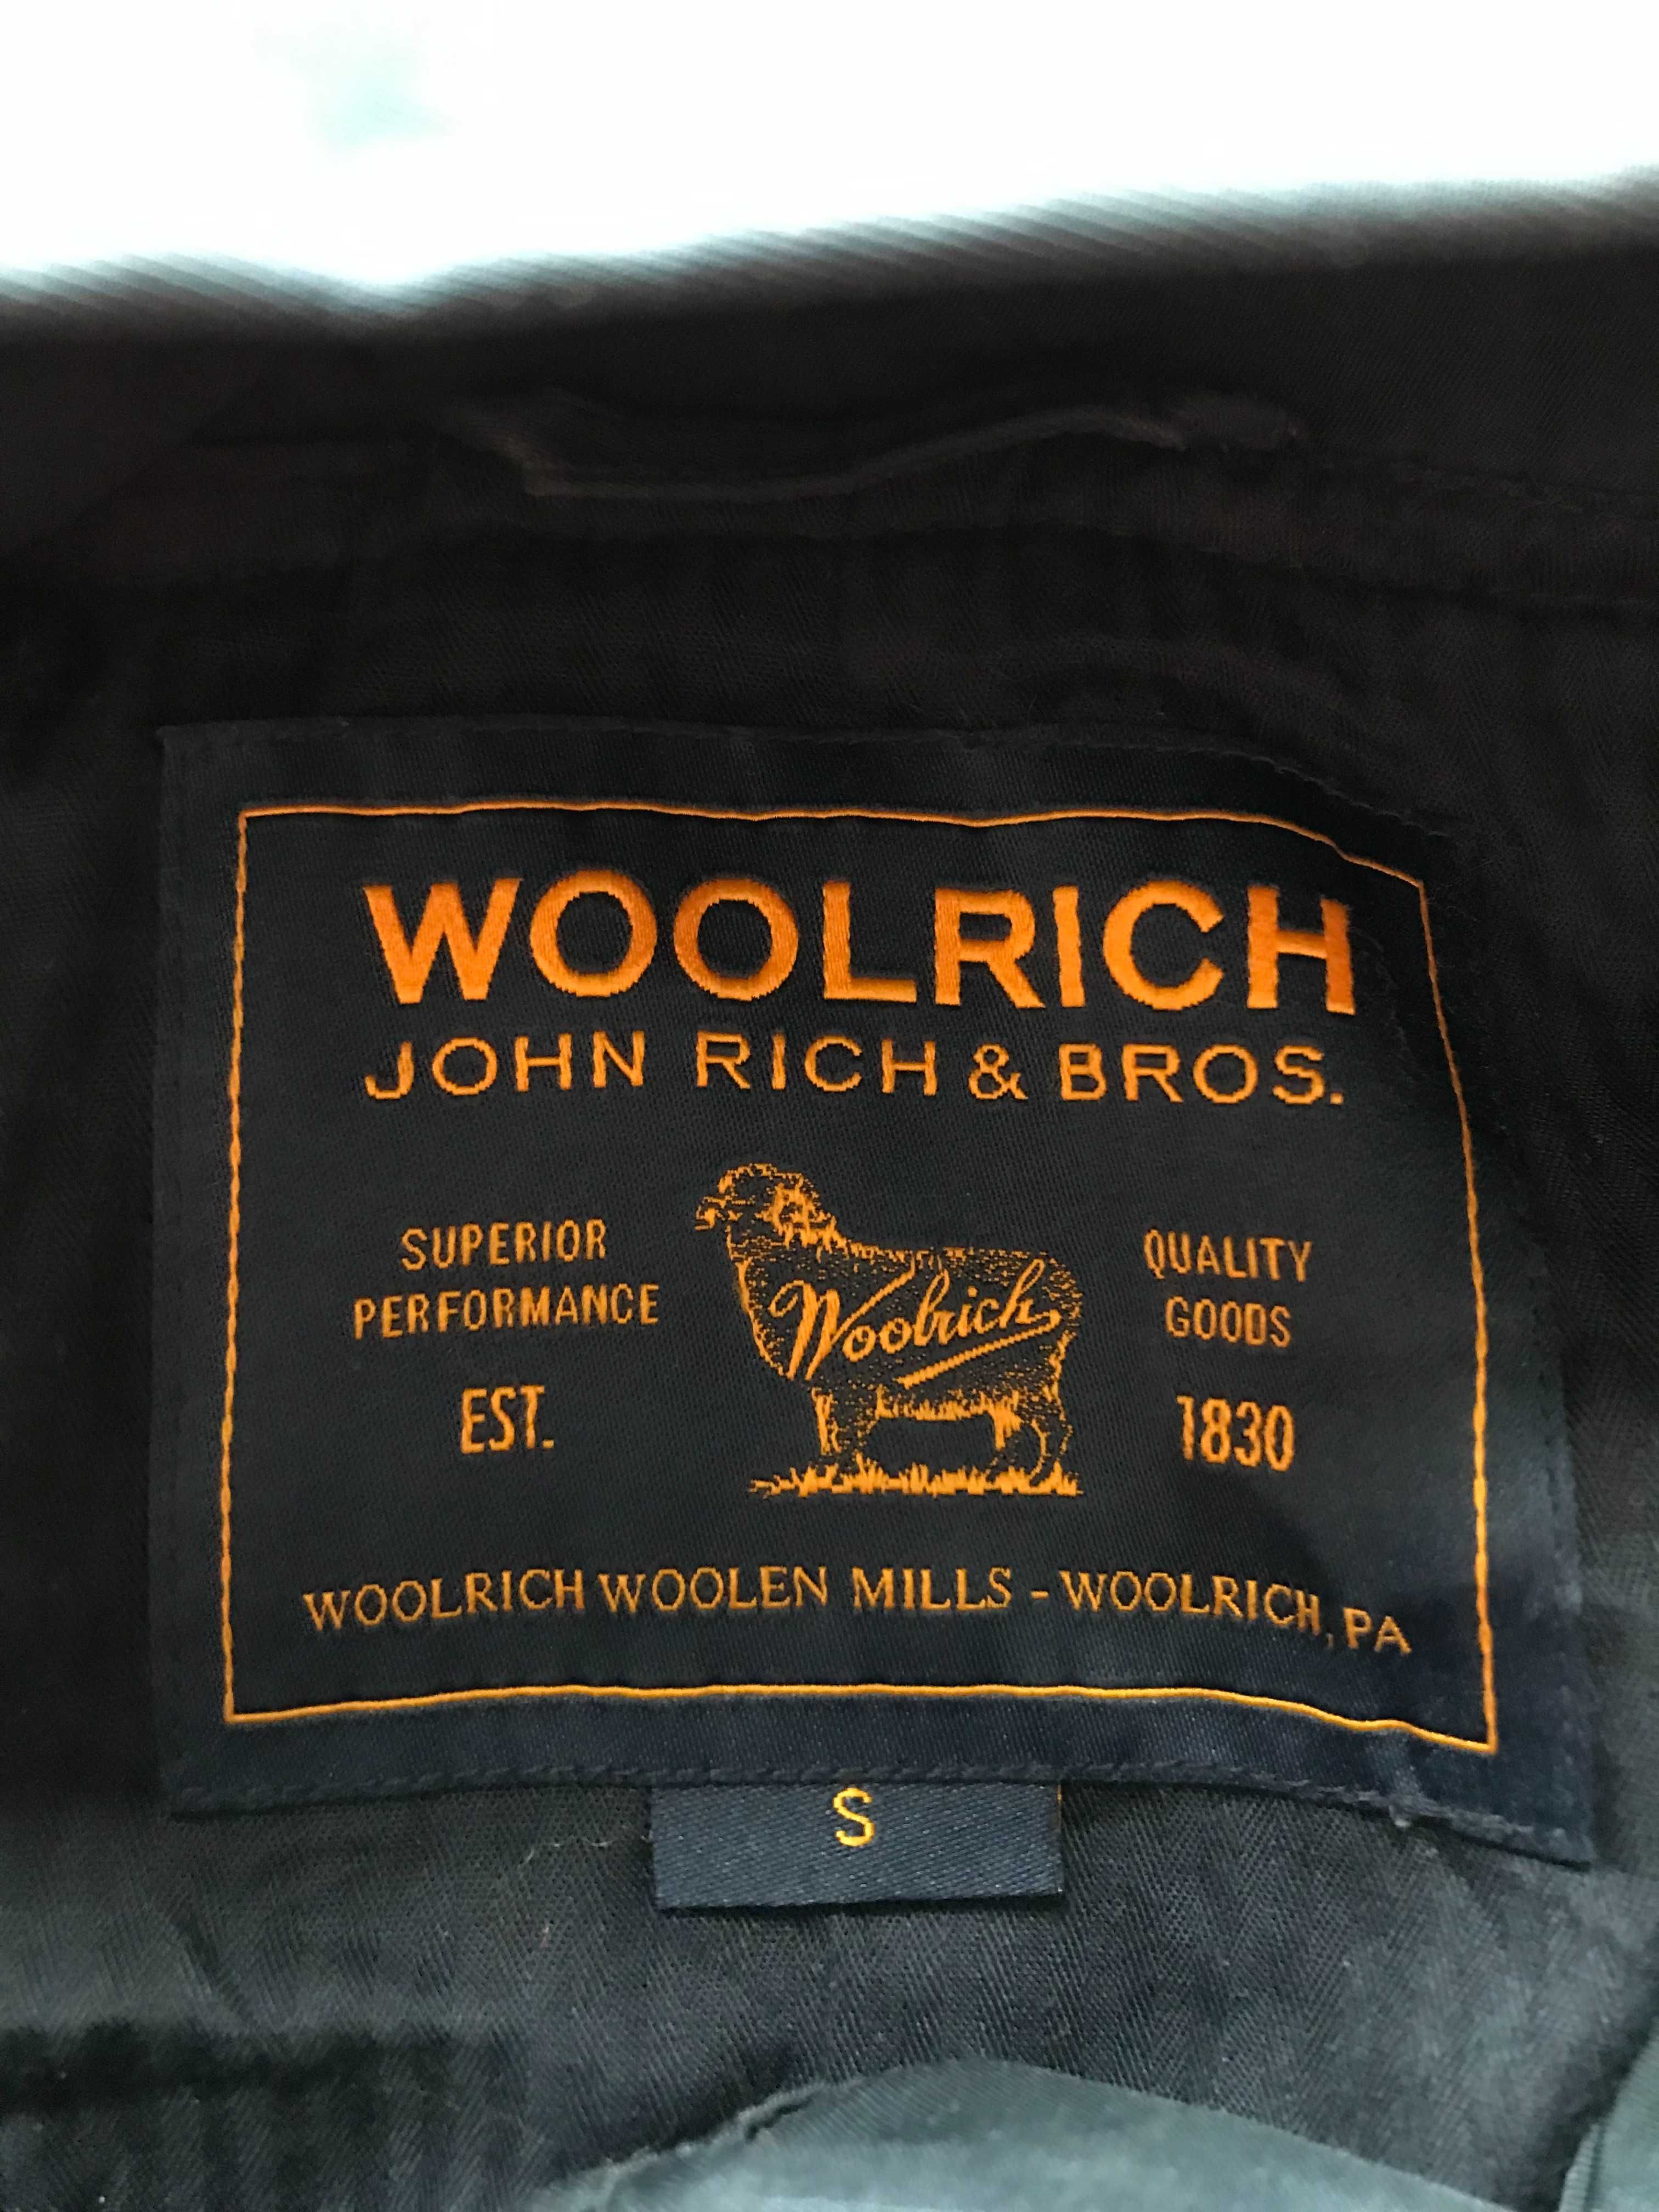 WOOLRICH
JOHN RICH & BROS.
SUPERIOR
PERFORMANCE
EST.
Woolrich
QUALITY
GOODS
1830
WOOLRICH WOOLEN MILLS - WOOLRICH, PA
S